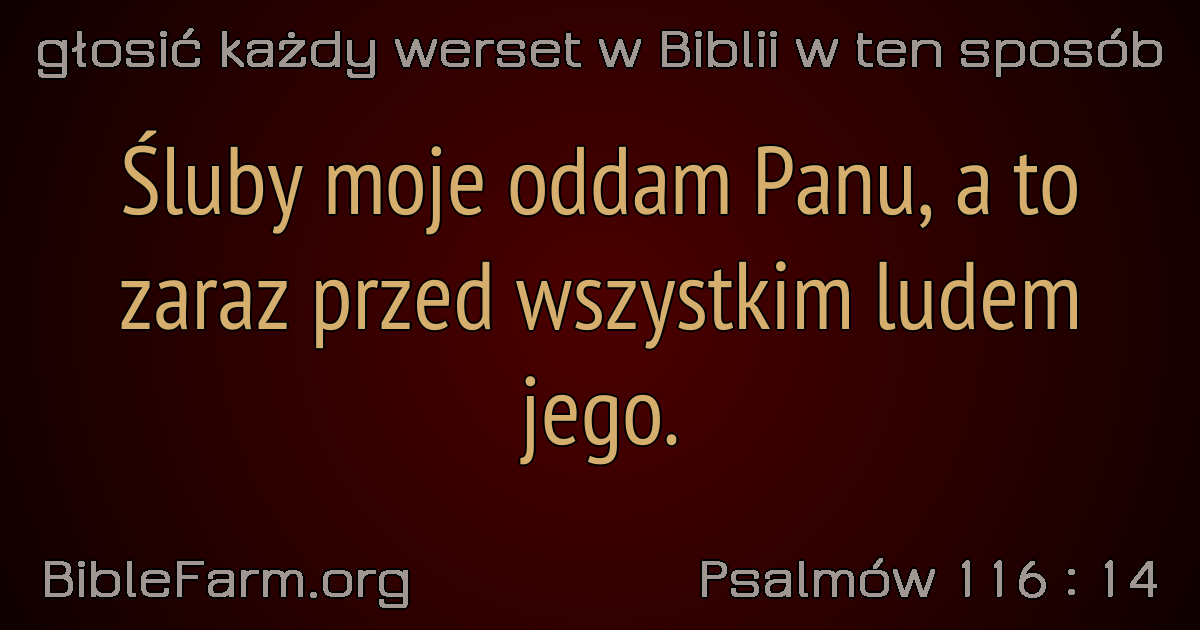 głosić każdy werset w Biblii w ten sposób
Śluby moje oddam Panu, a to
zaraz przed wszystkim ludem
jego.
BibleFarm.org
Psalmów 116 : 14